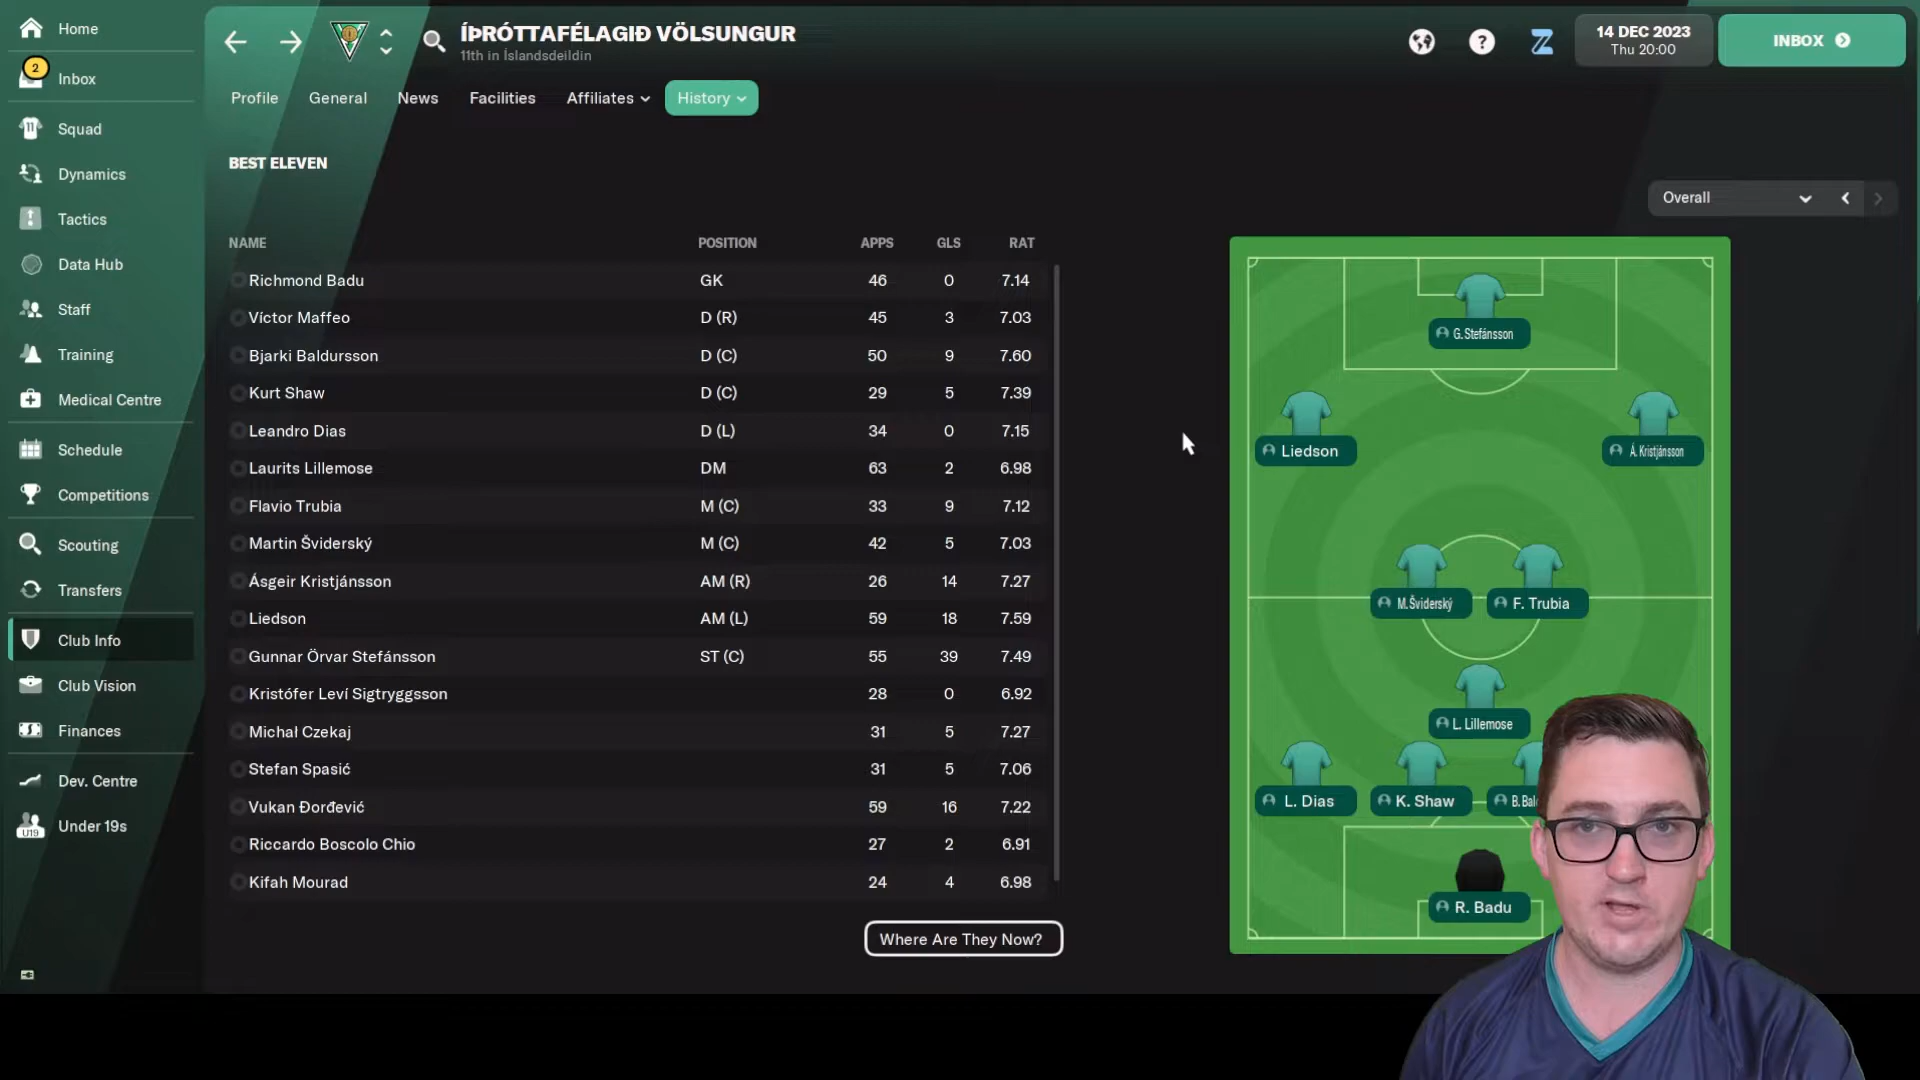 Home
2
Inbox
Squad
Dynamics
Tactics
Data Hub
Staff
Training
Medical Centre
Schedule
Competitions
Scouting
Transfers
Club Info
Club Vision
Finances
Dev. Centre
U19
Under 19s
ÍÞRÓTTAFÉLAGIÐ VÖLSUNGUR
11th in Íslandsdeildin
?
14 DEC 2023
Thu 20:00
INBOX
Profile
General
News
Facilities
Affiliates
History
BEST ELEVEN
Overall
NAME POSITION APPS GLS RAT
Richmond Badu GK 46 0 7.14
Víctor Maffeo D (R) 45 3 7.03
Bjarki Baldursson D (C) 50 9 7.60
Kurt Shaw D (C) 29 5 7.39
Leandro Dias D (L) 34 0 7.15
Laurits Lillemose DM 63 2 6.98
Flavio Trubia M (C) 33 9 7.12
Martin Šviderský M (C) 42 5 7.03
Ásgeir Kristjánsson AM (R) 26 14 7.27
Liedson AM (L) 59 18 7.59
Gunnar Örvar Stefánsson ST (C) 55 39 7.49
Kristófer Leví Sigtryggsson 28 0 6.92
Michal Czekaj 31 5 7.27
Stefan Spasić 31 5 7.06
Vukan Đorđević 59 16 7.22
Riccardo Boscolo Chio 27 2 6.91
Kifah Mourad 24 4 6.98
Where Are They Now?
G. Stefánsson
Liedson
Á. Kristjánsson
M. Šviderský
F. Trubia
L. Lillemose
L. Dias
K. Shaw
B. Bal
R. Badu